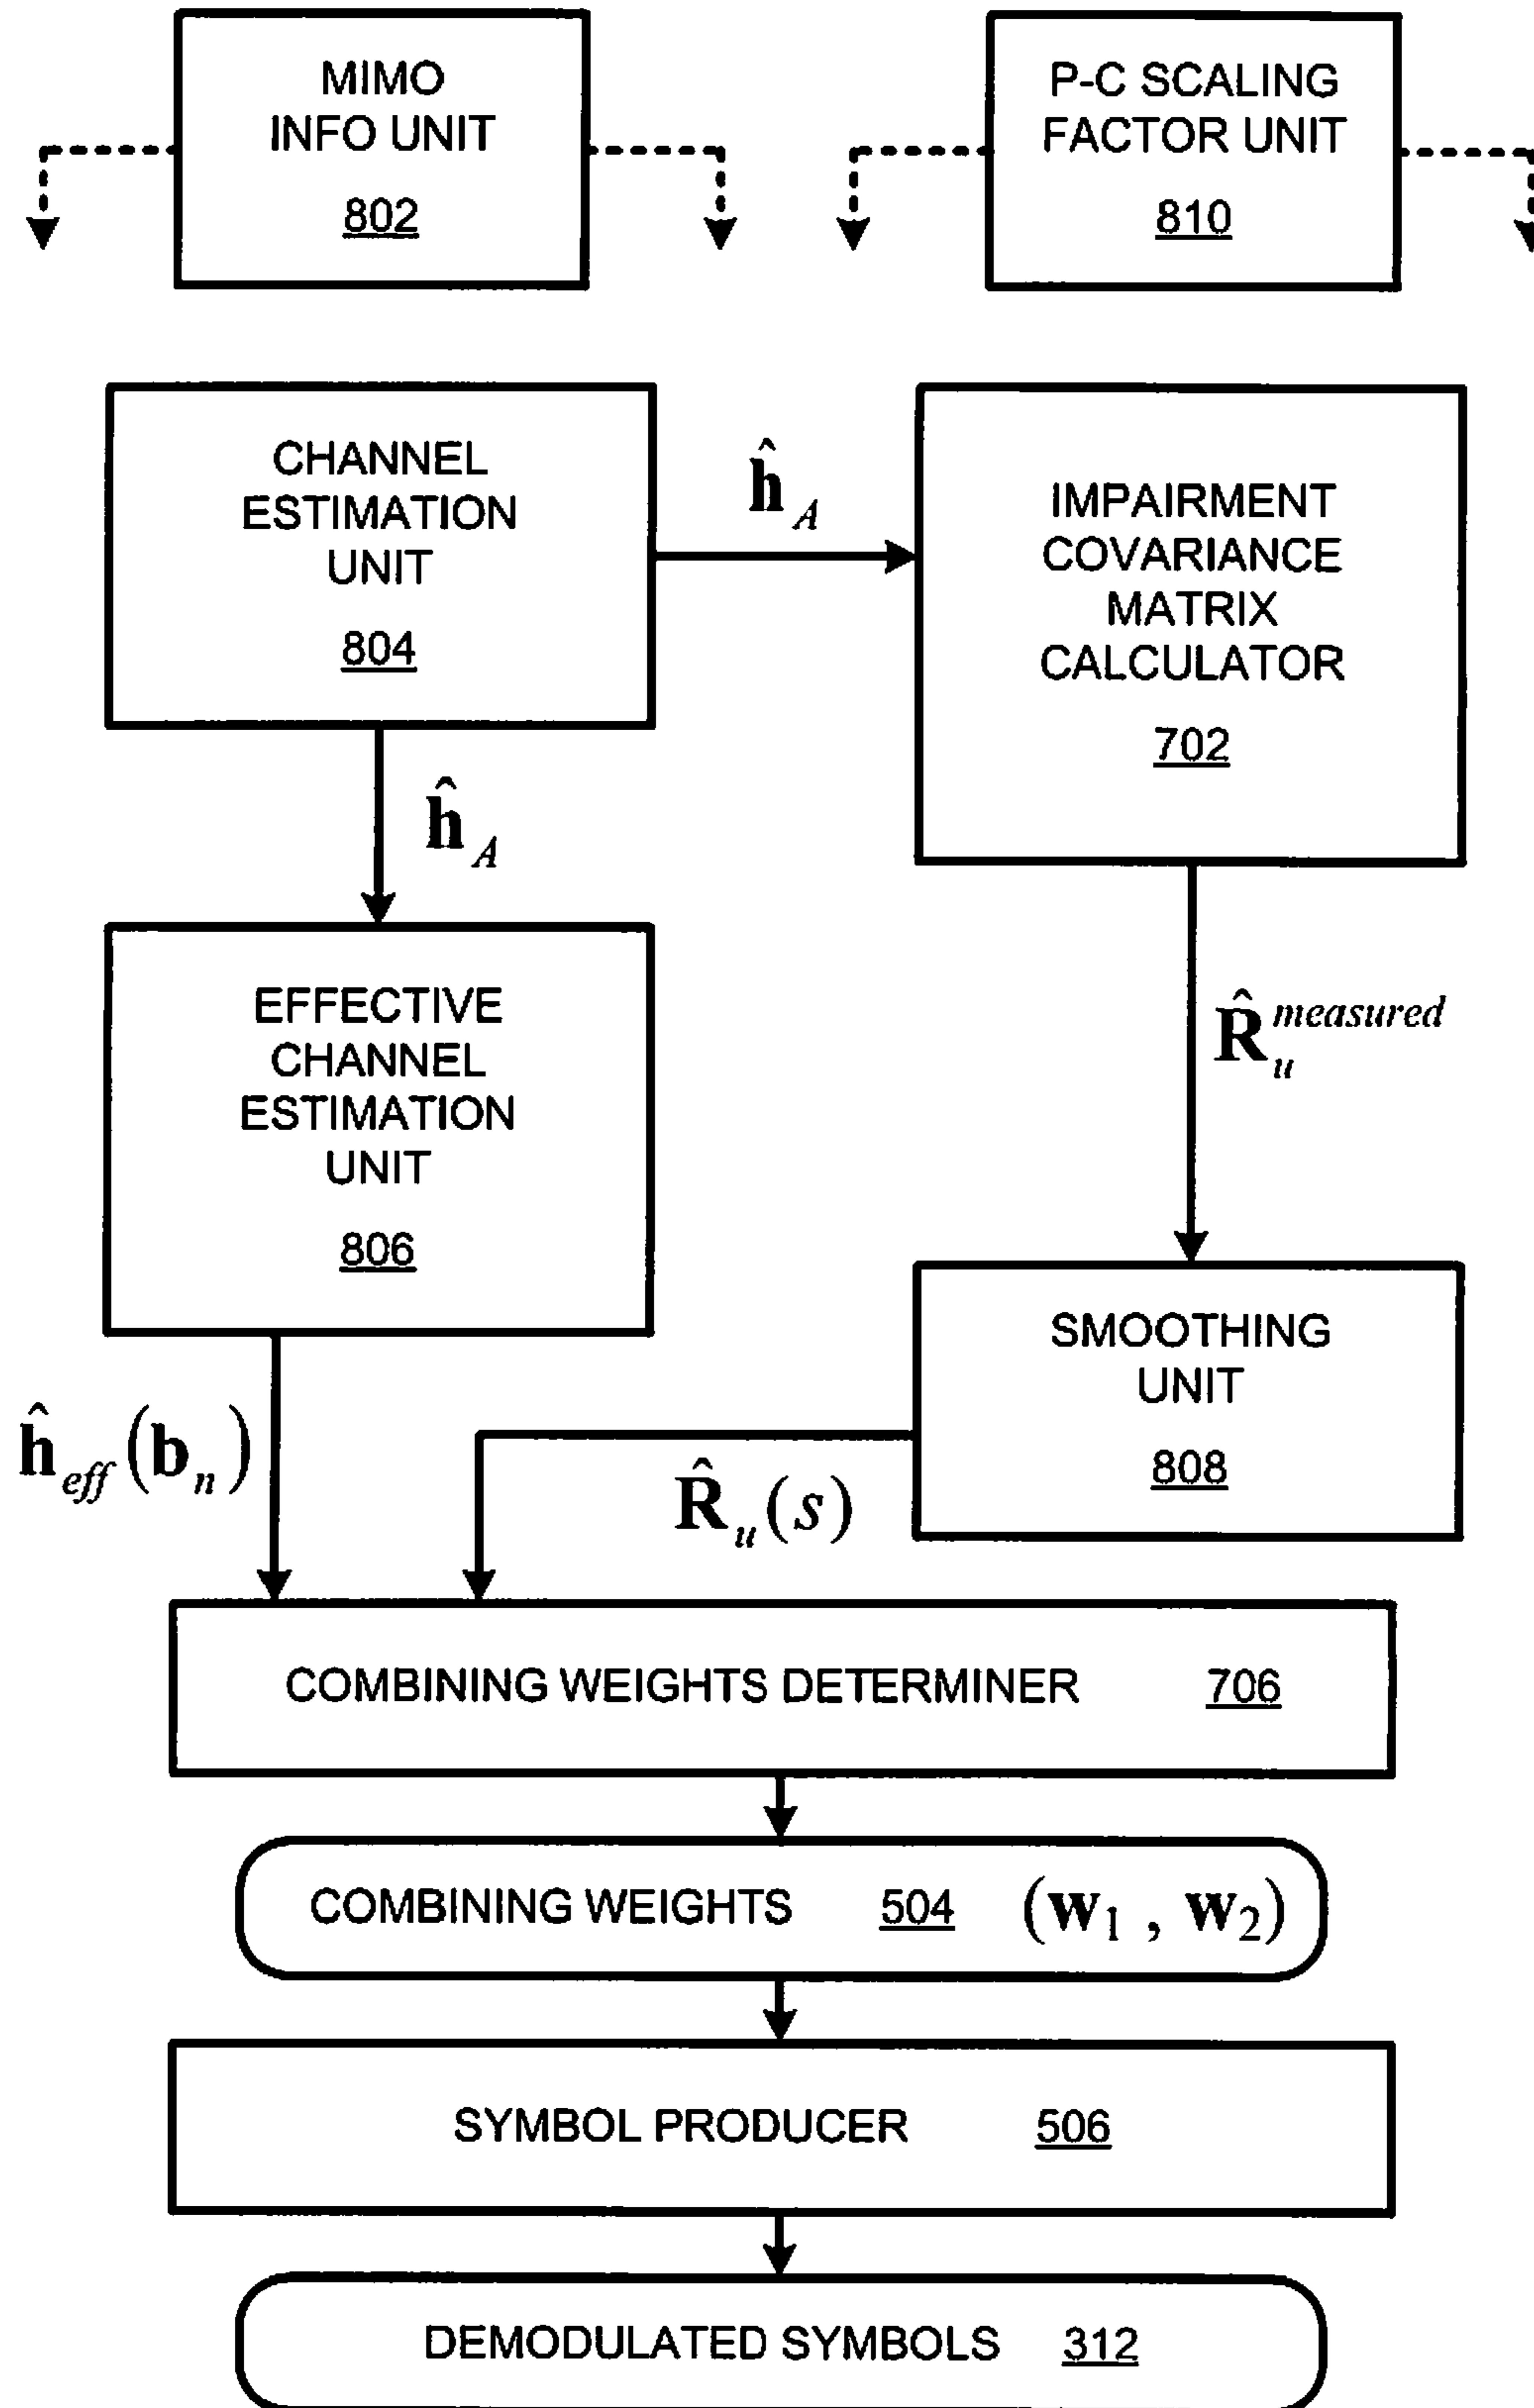 MIMO
INFO UNIT
802
P-C SCALING
FACTOR UNIT
810
CHANNEL
ESTIMATION
UNIT
804
ĥ_A
IMPAIRMENT
COVARIANCE
MATRIX
CALCULATOR
702
ĥ_A
EFFECTIVE
CHANNEL
ESTIMATION
UNIT
806
R̂_u^measured
SMOOTHING
UNIT
808
ĥ_eff(b_n)
R̂_u(s)
COMBINING WEIGHTS DETERMINER 706
COMBINING WEIGHTS 504 (w₁ , w₂)
SYMBOL PRODUCER 506
DEMODULATED SYMBOLS 312